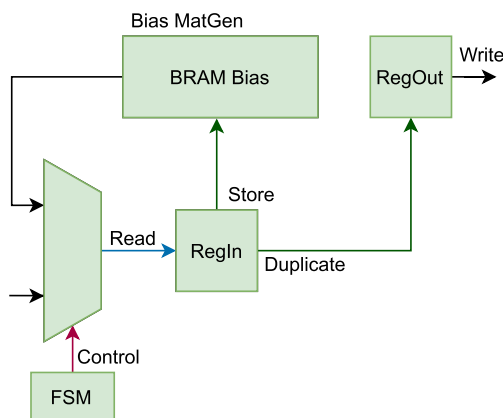 Bias MatGen
BRAM Bias
RegOut
Write
Store
Read
RegIn
Duplicate
Control
FSM